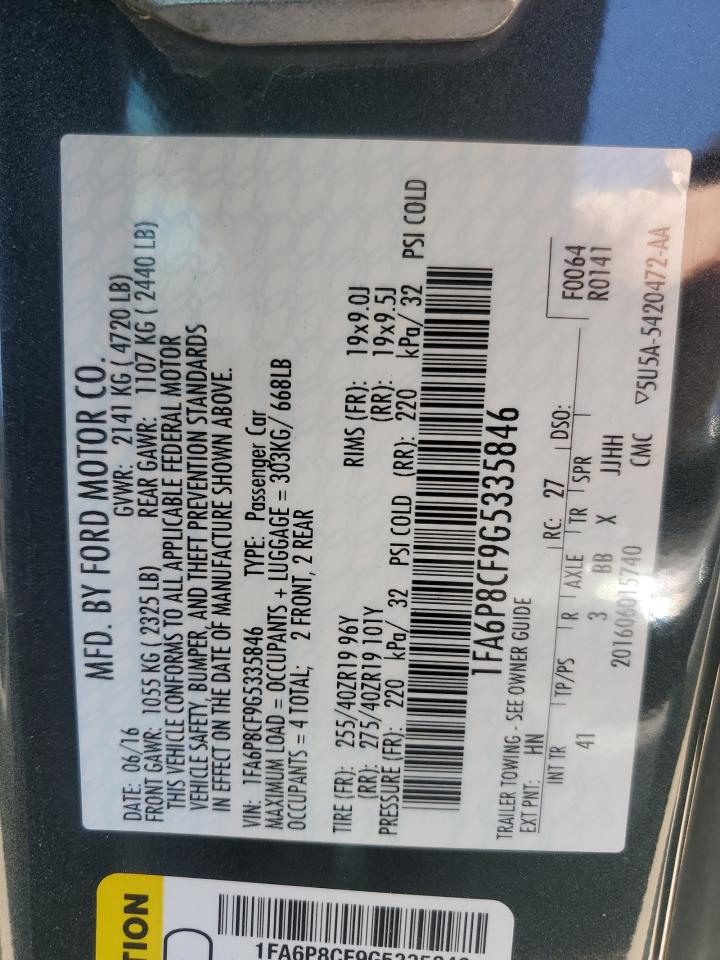 MFD. BY FORD MOTOR CO.
DATE: 06/16 GVWR: 2141 KG ( 4720 LB)
FRONT GAWR: 1055 KG ( 2325 LB) REAR GAWR: 1107 KG ( 2440 LB)
THIS VEHICLE CONFORMS TO ALL APPLICABLE FEDERAL MOTOR
VEHICLE SAFETY, BUMPER, AND THEFT PREVENTION STANDARDS
IN EFFECT ON THE DATE OF MANUFACTURE SHOWN ABOVE.
VIN: 1FA6P8CF9G5335846 TYPE: Passenger Car
MAXIMUM LOAD = OCCUPANTS + LUGGAGE = 303KG/ 668LB
OCCUPANTS = 4 TOTAL; 2 FRONT, 2 REAR
TIRE (FR): 255/40ZR19 96Y RIMS (FR): 19x9.0J
(RR): 275/40ZR19 101Y (RR): 19x9.5J
PRESSURE (FR): 220 kPa/ 32 PSI COLD (RR): 220 kPa/ 32 PSI COLD
1FA6P8CF9G5335846
TRAILER TOWING - SEE OWNER GUIDE
EXT PNT: HN RC: 27 DSO:
INT TR TP/PS R AXLE TR SPR F0064
41 3 BB X JJHH R0141
201606015740 CMC ▽5U5A-5420472-AA
TION